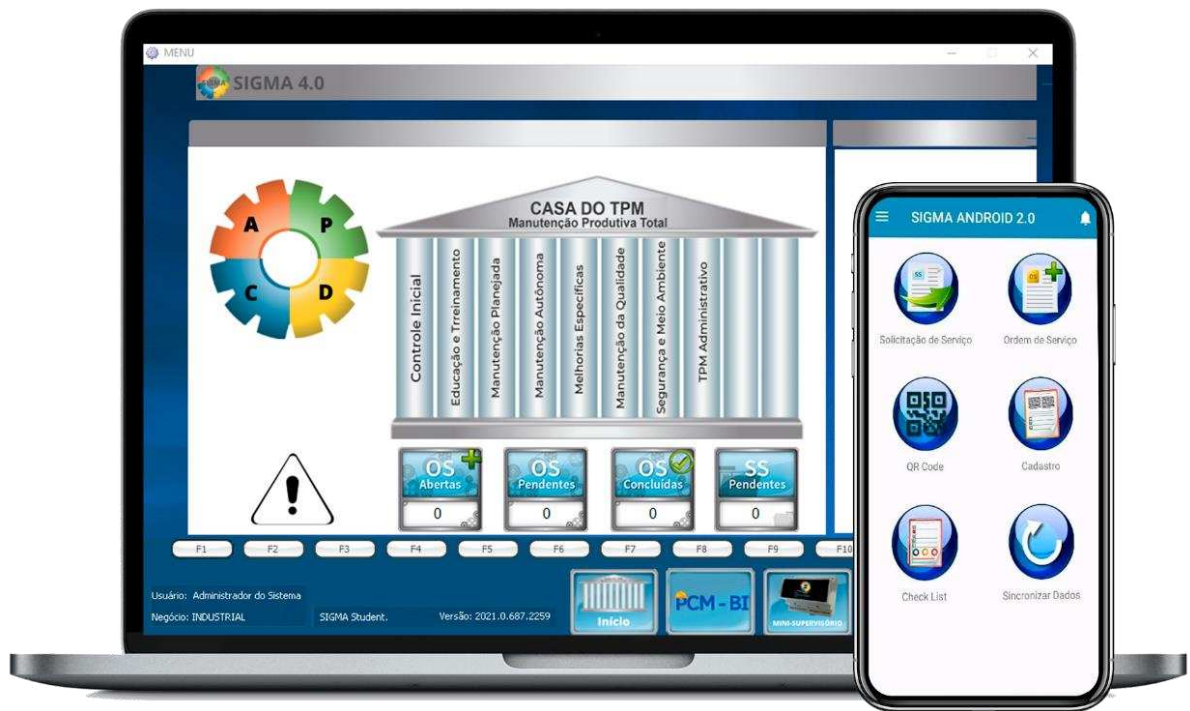 MENU
SIGMA
SIGMA 4.0
A
P
C
D
CASA DO TPM
Manutenção Produtiva Total
Controle Inicial
Educação e Trreinamento
Manutenção Planejada
Manutenção Autônoma
Melhorias Específicas
Manutenção da Qualidade
Segurança e Meio Ambiente
TPM Administrativo
!
OS
Abertas
0
OS
Pendentes
0
OS
Concluídas
0
SS
Pendentes
0
F1 F2 F3 F4 F5 F6 F7 F8 F9 F10
Usuário: Administrador do Sistema
Negócio: INDUSTRIAL SIGMA Student. Versão: 2021.0.687.2259
Início
PCM - BI
MINI-SUPERVISÓRIO
SIGMA ANDROID 2.0
SS
Solicitação de Serviço
OS
Ordem de Serviço
QR Code
Cadastro
Check List
Sincronizar Dados